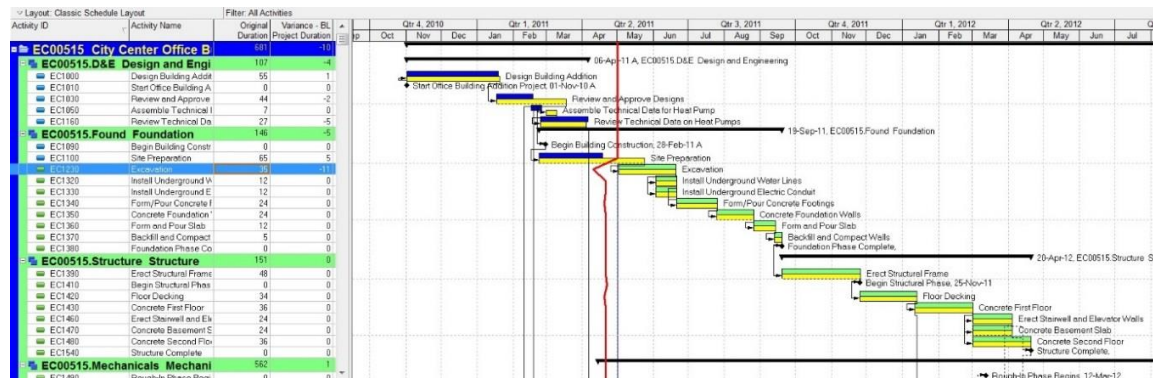 Layout: Classic Schedule Layout Filter: All Activities
Activity ID Activity Name Original Duration Variance - BL Project Duration
Qtr 4, 2010 Qtr 1, 2011 Qtr 2, 2011 Qtr 3, 2011 Qtr 4, 2011 Qtr 1, 2012 Qtr 2, 2012
Oct Nov Dec Jan Feb Mar Apr May Jun Jul Aug Sep Oct Nov Dec Jan Feb Mar Apr May Jun Jul
EC00515 City Center Office B 681 -10
EC00515.D&E Design and Engi 107 -4 06-Apr-11 A, EC00515.D&E Design and Engineering
EC1000 Design Building Addit 55 1 Design Building Addition
EC1010 Start Office Building A 0 0 Start Office Building Addition Project, 01-Nov-10 A
EC1030 Review and Approve 44 -2 Review and Approve Designs
EC1050 Assemble Technical 7 0 Assemble Technical Data for Heat Pump
EC1160 Review Technical Da 27 -5 Review Technical Data on Heat Pumps
EC00515.Found Foundation 146 -5 19-Sep-11, EC00515.Found Foundation
EC1090 Begin Building Constr 0 0 Begin Building Construction, 28-Feb-11 A
EC1100 Site Preparation 65 5 Site Preparation
EC1230 Excavation 35 -11 Excavation
EC1320 Install Underground W 12 0 Install Underground Water Lines
EC1330 Install Underground E 12 0 Install Underground Electric Conduit
EC1340 Form/Pour Concrete F 24 0 Form/Pour Concrete Footings
EC1350 Concrete Foundation 24 0 Concrete Foundation Walls
EC1360 Form and Pour Slab 12 0 Form and Pour Slab
EC1370 Backfill and Compact 5 0 Backfill and Compact Walls
EC1380 Foundation Phase Co 0 0 Foundation Phase Complete,
EC00515.Structure Structure 151 0 20-Apr-12, EC00515.Structure S
EC1390 Erect Structural Frame 48 0 Erect Structural Frame
EC1410 Begin Structural Phas 0 0 Begin Structural Phase, 25-Nov-11
EC1420 Floor Decking 34 0 Floor Decking
EC1430 Concrete First Floor 36 0 Concrete First Floor
EC1460 Erect Stairwell and Ele 24 0 Erect Stairwell and Elevator Walls
EC1470 Concrete Basement S 24 0 Concrete Basement Slab
EC1480 Concrete Second Floo 36 0 Concrete Second Floor
EC1540 Structure Complete 0 0 Structure Complete,
EC00515.Mechanicals Mechani 562 1
EC1490 Rough-In Phase Begi 0 0 Rough-In Phase Begins, 12-Mar-12